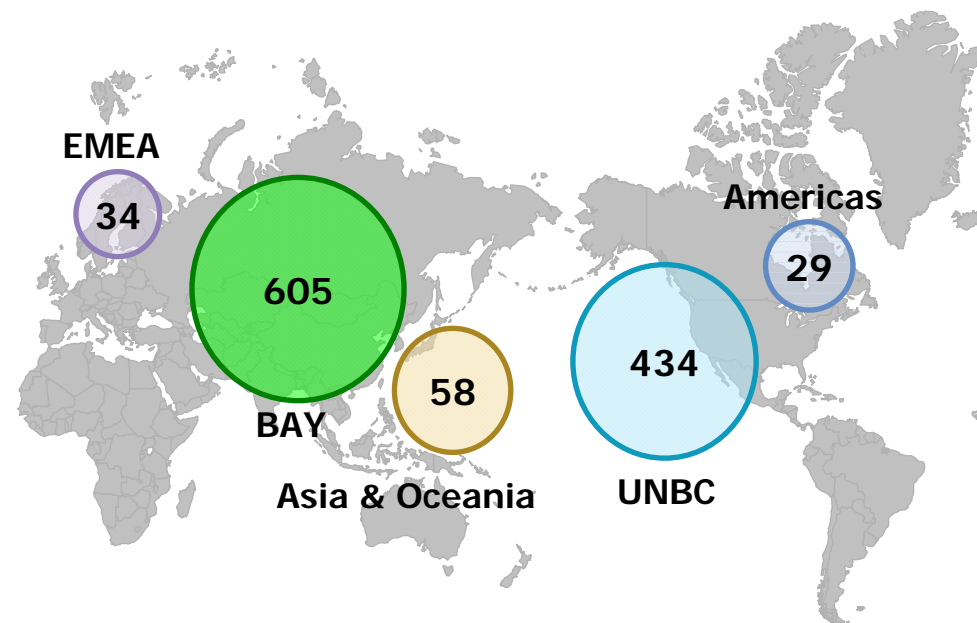 EMEA
34
605
BAY
58
Asia & Oceania
434
UNBC
Americas
29